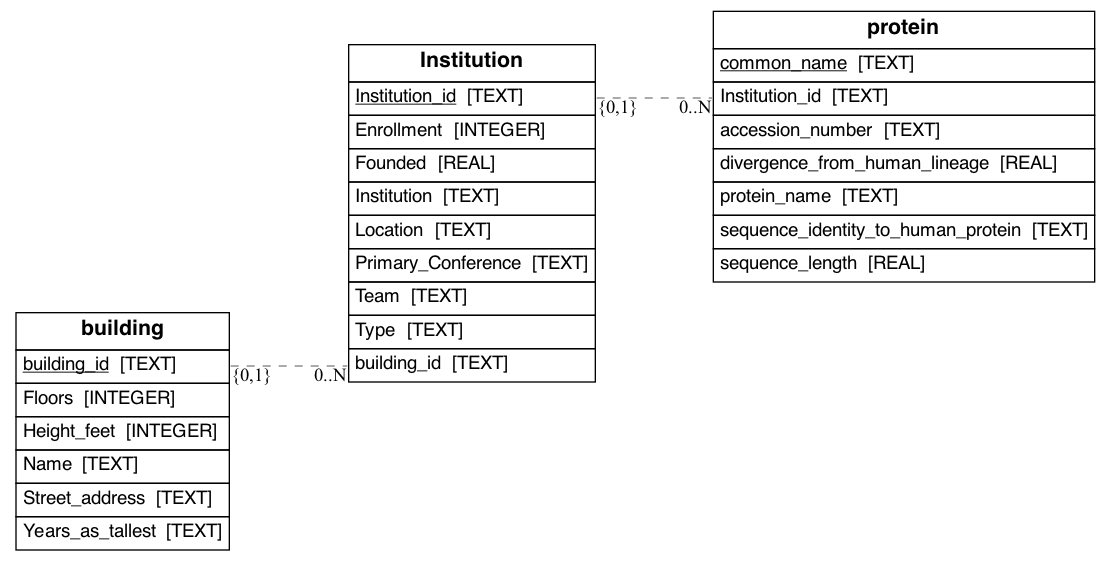 protein
common_name [TEXT]
Institution_id [TEXT]
accession_number [TEXT]
divergence_from_human_lineage [REAL]
protein_name [TEXT]
sequence_identity_to_human_protein [TEXT]
sequence_length [REAL]
Institution
Institution_id [TEXT]
Enrollment [INTEGER]
Founded [REAL]
Institution [TEXT]
Location [TEXT]
Primary_Conference [TEXT]
Team [TEXT]
Type [TEXT]
building_id [TEXT]
{0,1} 0..N
building
building_id [TEXT]
Floors [INTEGER]
Height_feet [INTEGER]
Name [TEXT]
Street_address [TEXT]
Years_as_tallest [TEXT]
{0,1} 0..N